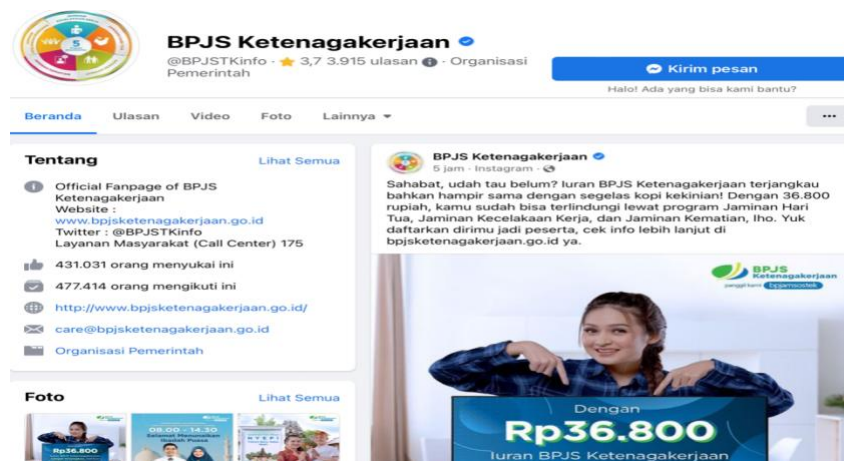 BPJS Ketenagakerjaan
@BPJSTKinfo · 3,7 3.915 ulasan · Organisasi
Pemerintah
Kirim pesan
Halo! Ada yang bisa kami bantu?
Beranda Ulasan Video Foto Lainnya
Tentang Lihat Semua
Official Fanpage of BPJS
Ketenagakerjaan
Website :
www.bpjsketenagakerjaan.go.id
Twitter : @BPJSTKinfo
Layanan Masyarakat (Call Center) 175
431.031 orang menyukai ini
477.414 orang mengikuti ini
http://www.bpjsketenagakerjaan.go.id/
care@bpjsketenagakerjaan.go.id
Organisasi Pemerintah
Foto Lihat Semua
Rp36.800
08.00 - 14.30
Selamat Menunaikan
Ibadah Puasa
NYEPI
BPJS Ketenagakerjaan
5 jam · Instagram ·
Sahabat, udah tau belum? Iuran BPJS Ketenagakerjaan terjangkau
bahkan hampir sama dengan segelas kopi kekinian! Dengan 36.800
rupiah, kamu sudah bisa terlindungi lewat program Jaminan Hari
Tua, Jaminan Kecelakaan Kerja, dan Jaminan Kematian, lho. Yuk
daftarkan dirimu jadi peserta, cek info lebih lanjut di
bpjsketenagakerjaan.go.id ya.
BPJS
Ketenagakerjaan
panggil kami bpjamsostek
Dengan
Rp36.800
Iuran BPJS Ketenagakerjaan